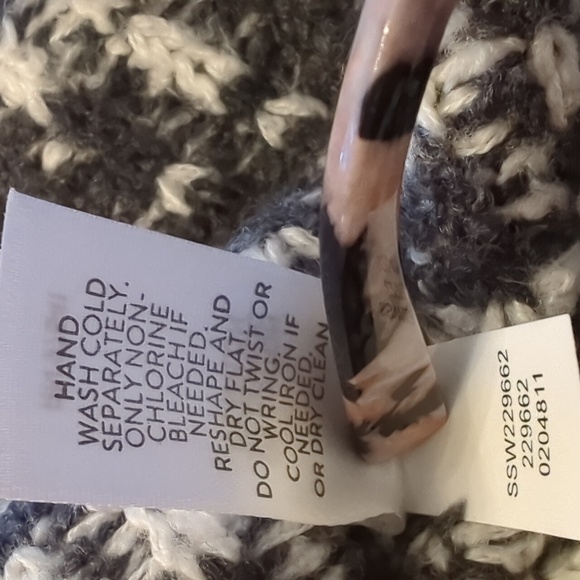 HAND
WASH COLD
SEPARATELY.
ONLY NON-
CHLORINE
BLEACH IF
NEEDED.
RESHAPE AND
DRY FLAT.
DO NOT TWIST OR
WRING.
COOL IRON IF
NEEDED.
OR DRY CLEAN
SSW229662
229662
0204811